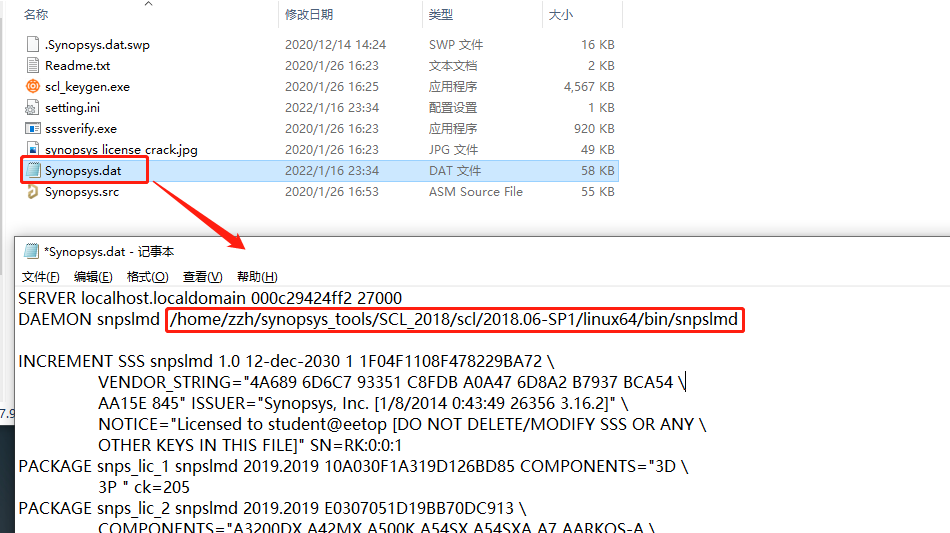 名称 修改日期 类型 大小
.Synopsys.dat.swp 2020/12/14 14:24 SWP 文件 16 KB
Readme.txt 2020/1/26 16:23 文本文档 2 KB
scl_keygen.exe 2020/1/26 16:25 应用程序 4,567 KB
setting.ini 2022/1/16 23:34 配置设置 1 KB
sssverify.exe 2020/1/26 16:23 应用程序 920 KB
synopsys license crack.jpg 2020/1/26 16:23 JPG 文件 49 KB
Synopsys.dat 2022/1/16 23:34 DAT 文件 58 KB
Synopsys.src 2020/1/26 16:53 ASM Source File 55 KB
*Synopsys.dat - 记事本
文件(F) 编辑(E) 格式(O) 查看(V) 帮助(H)
SERVER localhost.localdomain 000c29424ff2 27000
DAEMON snpslmd /home/zzh/synopsys_tools/SCL_2018/scl/2018.06-SP1/linux64/bin/snpslmd
INCREMENT SSS snpslmd 1.0 12-dec-2030 1 1F04F1108F478229BA72 \
VENDOR_STRING="4A689 6D6C7 93351 C8FDB A0A47 6D8A2 B7937 BCA54 \
AA15E 845" ISSUER="Synopsys, Inc. [1/8/2014 0:43:49 26356 3.16.2]" \
NOTICE="Licensed to student@eetop [DO NOT DELETE/MODIFY SSS OR ANY \
OTHER KEYS IN THIS FILE]" SN=RK:0:0:1
PACKAGE snps_lic_1 snpslmd 2019.2019 10A030F1A319D126BD85 COMPONENTS="3D \
3P " ck=205
PACKAGE snps_lic_2 snpslmd 2019.2019 E0307051D19BB70DC913 \
COMPONENTS="A3200DX A42MX A500K A54SX A54SXA A7 AARKOS-A \
7.9